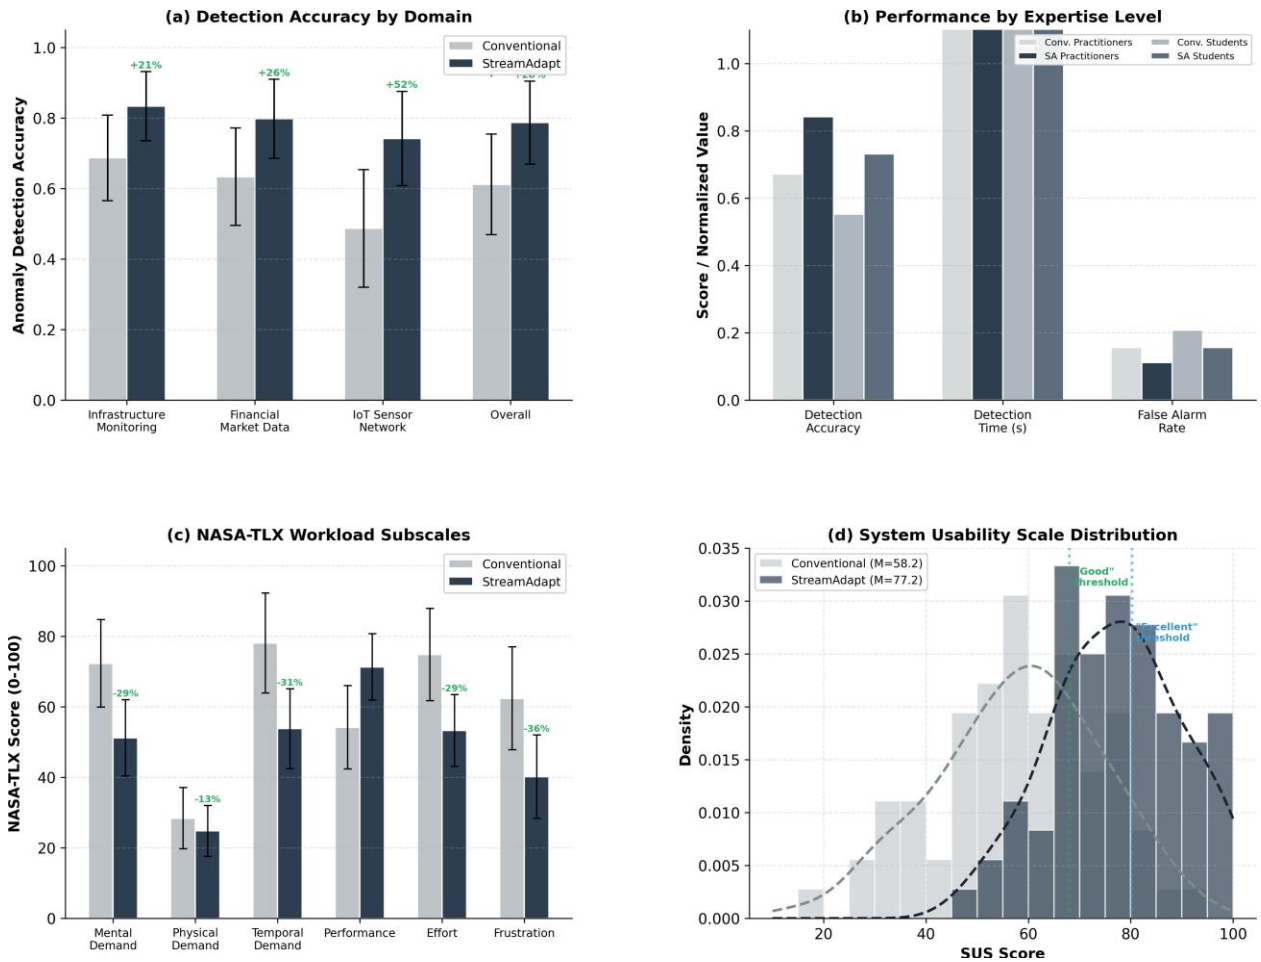 (a) Detection Accuracy by Domain
Anomaly Detection Accuracy
1.0
0.8
0.6
0.4
0.2
0.0
Conventional
StreamAdapt
+21%
+26%
+52%
Infrastructure
Monitoring
Financial
Market Data
IoT Sensor
Network
Overall
(b) Performance by Expertise Level
Score / Normalized Value
1.0
0.8
0.6
0.4
0.2
0.0
Conv. Practitioners
SA Practitioners
Conv. Students
SA Students
Detection
Accuracy
Detection
Time (s)
False Alarm
Rate
(c) NASA-TLX Workload Subscales
NASA-TLX Score (0-100)
100
80
60
40
20
0
Conventional
StreamAdapt
-29%
-13%
-31%
-29%
-36%
Mental
Demand
Physical
Demand
Temporal
Demand
Performance
Effort
Frustration
(d) System Usability Scale Distribution
Density
0.035
0.030
0.025
0.020
0.015
0.010
0.005
0.000
Conventional (M=58.2)
StreamAdapt (M=77.2)
"Good"
threshold
"Excellent"
threshold
20
40
60
80
100
SUS Score